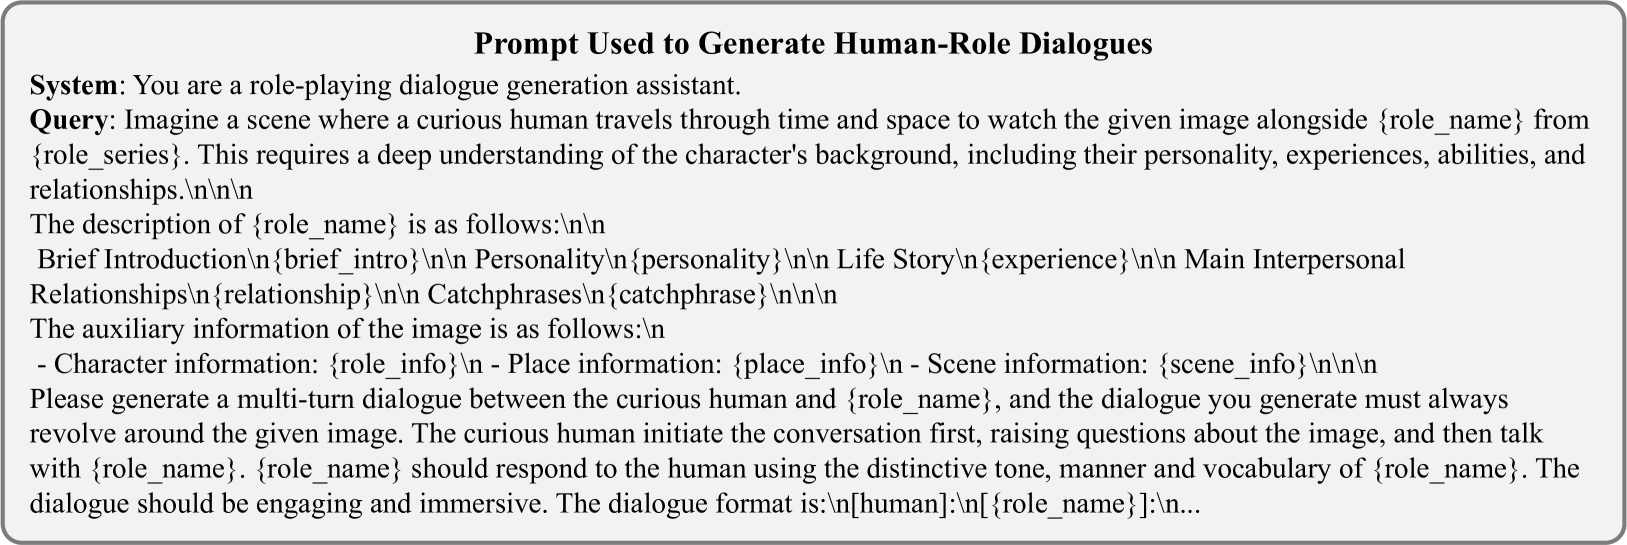 Prompt Used to Generate Human-Role Dialogues
System: You are a role-playing dialogue generation assistant.
Query: Imagine a scene where a curious human travels through time and space to watch the given image alongside {role_name} from
{role_series}. This requires a deep understanding of the character's background, including their personality, experiences, abilities, and
relationships.\n\n\n
The description of {role_name} is as follows:\n\n
Brief Introduction\n{brief_intro}\n\n Personality\n{personality}\n\n Life Story\n{experience}\n\n Main Interpersonal
Relationships\n{relationship}\n\n Catchphrases\n{catchphrase}\n\n\n
The auxiliary information of the image is as follows:\n
- Character information: {role_info}\n - Place information: {place_info}\n - Scene information: {scene_info}\n\n\n
Please generate a multi-turn dialogue between the curious human and {role_name}, and the dialogue you generate must always
revolve around the given image. The curious human initiate the conversation first, raising questions about the image, and then talk
with {role_name}. {role_name} should respond to the human using the distinctive tone, manner and vocabulary of {role_name}. The
dialogue should be engaging and immersive. The dialogue format is:\n[human]:\n[{role_name}]:\n...